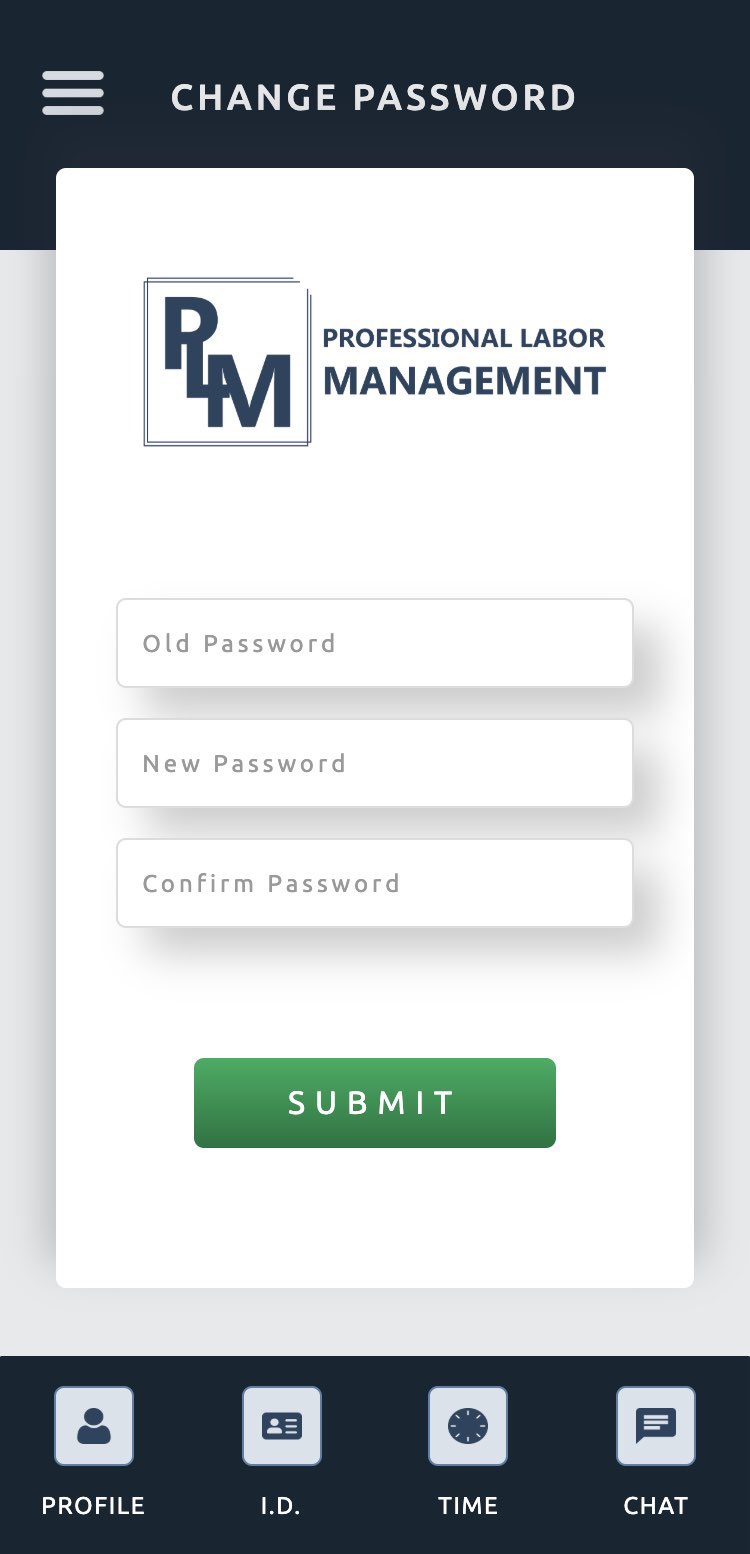 CHANGE PASSWORD
PLM
PROFESSIONAL LABOR
MANAGEMENT
Old Password
New Password
Confirm Password
SUBMIT
PROFILE
I.D.
TIME
CHAT